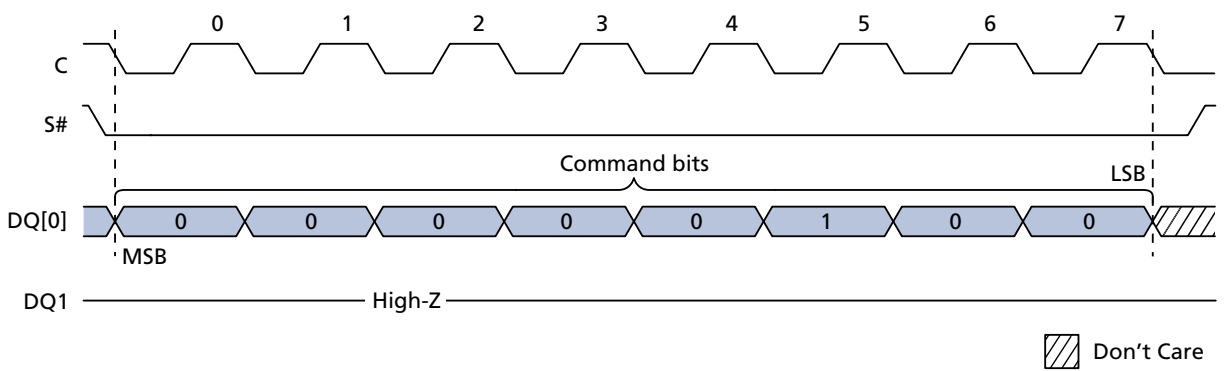 0 1 2 3 4 5 6 7
C
S#
Command bits
LSB
DQ[0] 0 0 0 0 0 1 0 0
MSB
DQ1 High-Z
Don't Care